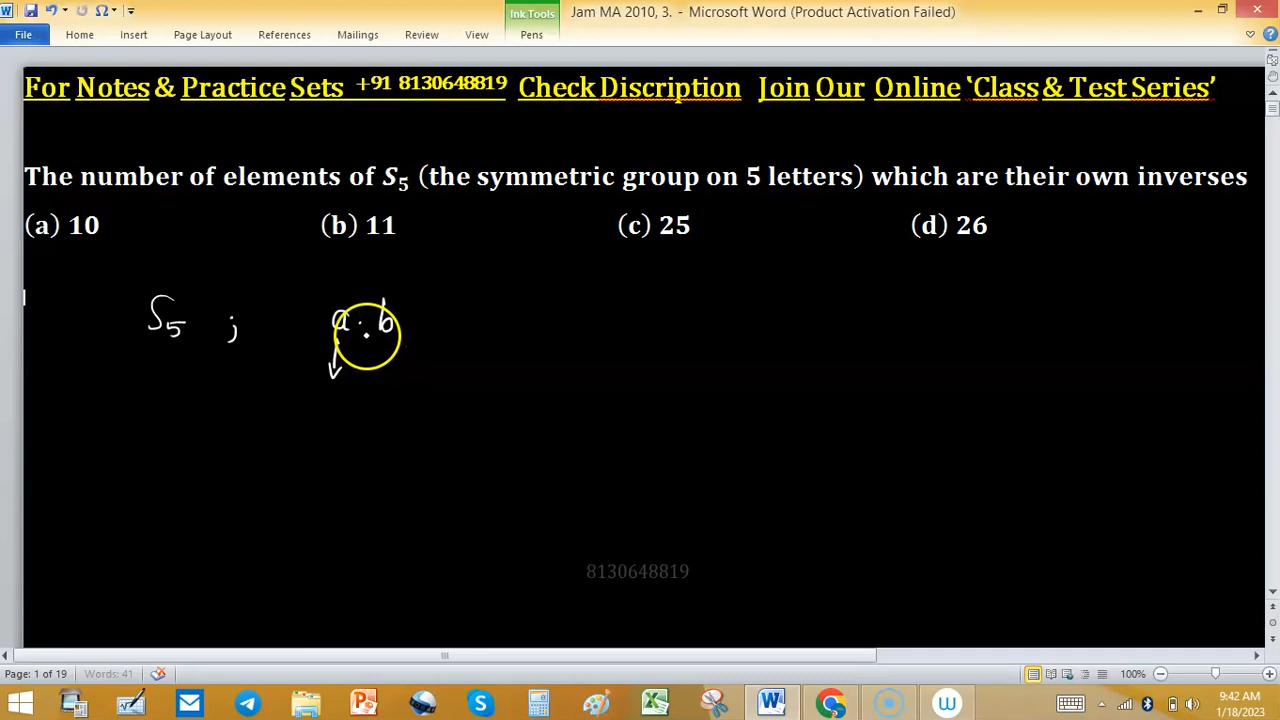 Ink Tools
Jam MA 2010, 3. - Microsoft Word (Product Activation Failed)
File Home Insert Page Layout References Mailings Review View Pens
For Notes & Practice Sets +91 8130648819 Check Discription Join Our Online ‘Class & Test Series’
The number of elements of S₅ (the symmetric group on 5 letters) which are their own inverses
(a) 10 (b) 11 (c) 25 (d) 26
S₅ ; a · b
8130648819
Page: 1 of 19 Words: 41 100%
9:42 AM
1/18/2023